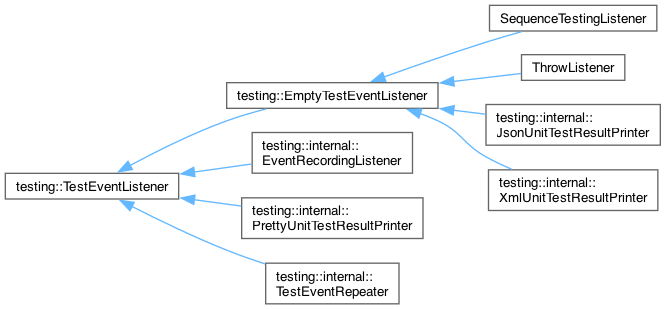 SequenceTestingListener
ThrowListener
testing::EmptyTestEventListener
testing::internal::
JsonUnitTestResultPrinter
testing::internal::
EventRecordingListener
testing::TestEventListener
testing::internal::
XmlUnitTestResultPrinter
testing::internal::
PrettyUnitTestResultPrinter
testing::internal::
TestEventRepeater